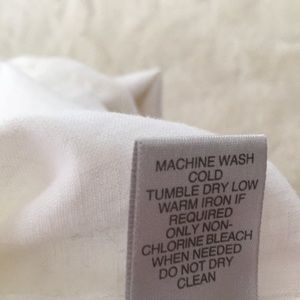 MACHINE WASH
COLD
TUMBLE DRY LOW
WARM IRON IF
REQUIRED
ONLY NON-
CHLORINE BLEACH
WHEN NEEDED
DO NOT DRY
CLEAN